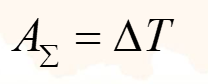 A_Σ = ΔT